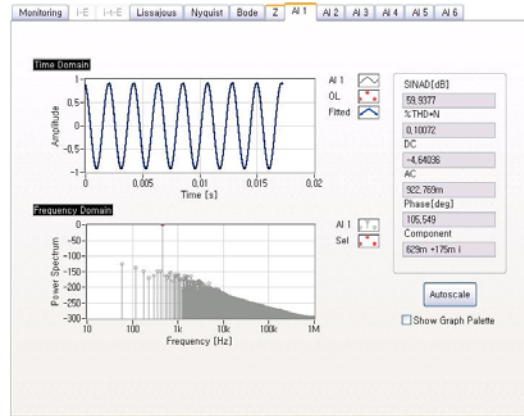 Monitoring I-E I-t-E Lissajous Nyquist Bode Z AI 1 AI 2 AI 3 AI 4 AI 5 AI 6
Time Domain
Amplitude
1
0.5
0
-0.5
-1
0 0.005 0.01 0.015 0.02
Time [s]
AI 1
OL
Fitted
Frequency Domain
Power Spectrum
0
-50
-100
-150
-200
-250
-300
10 100 1k 10k 100k 1M
Frequency [Hz]
AI 1
Sel
SINAD[dB]
59,9377
%THD+N
0,10072
DC
-4,64036
AC
922,769m
Phase[deg]
105,549
Component
629m +175m i
Autoscale
Show Graph Palette